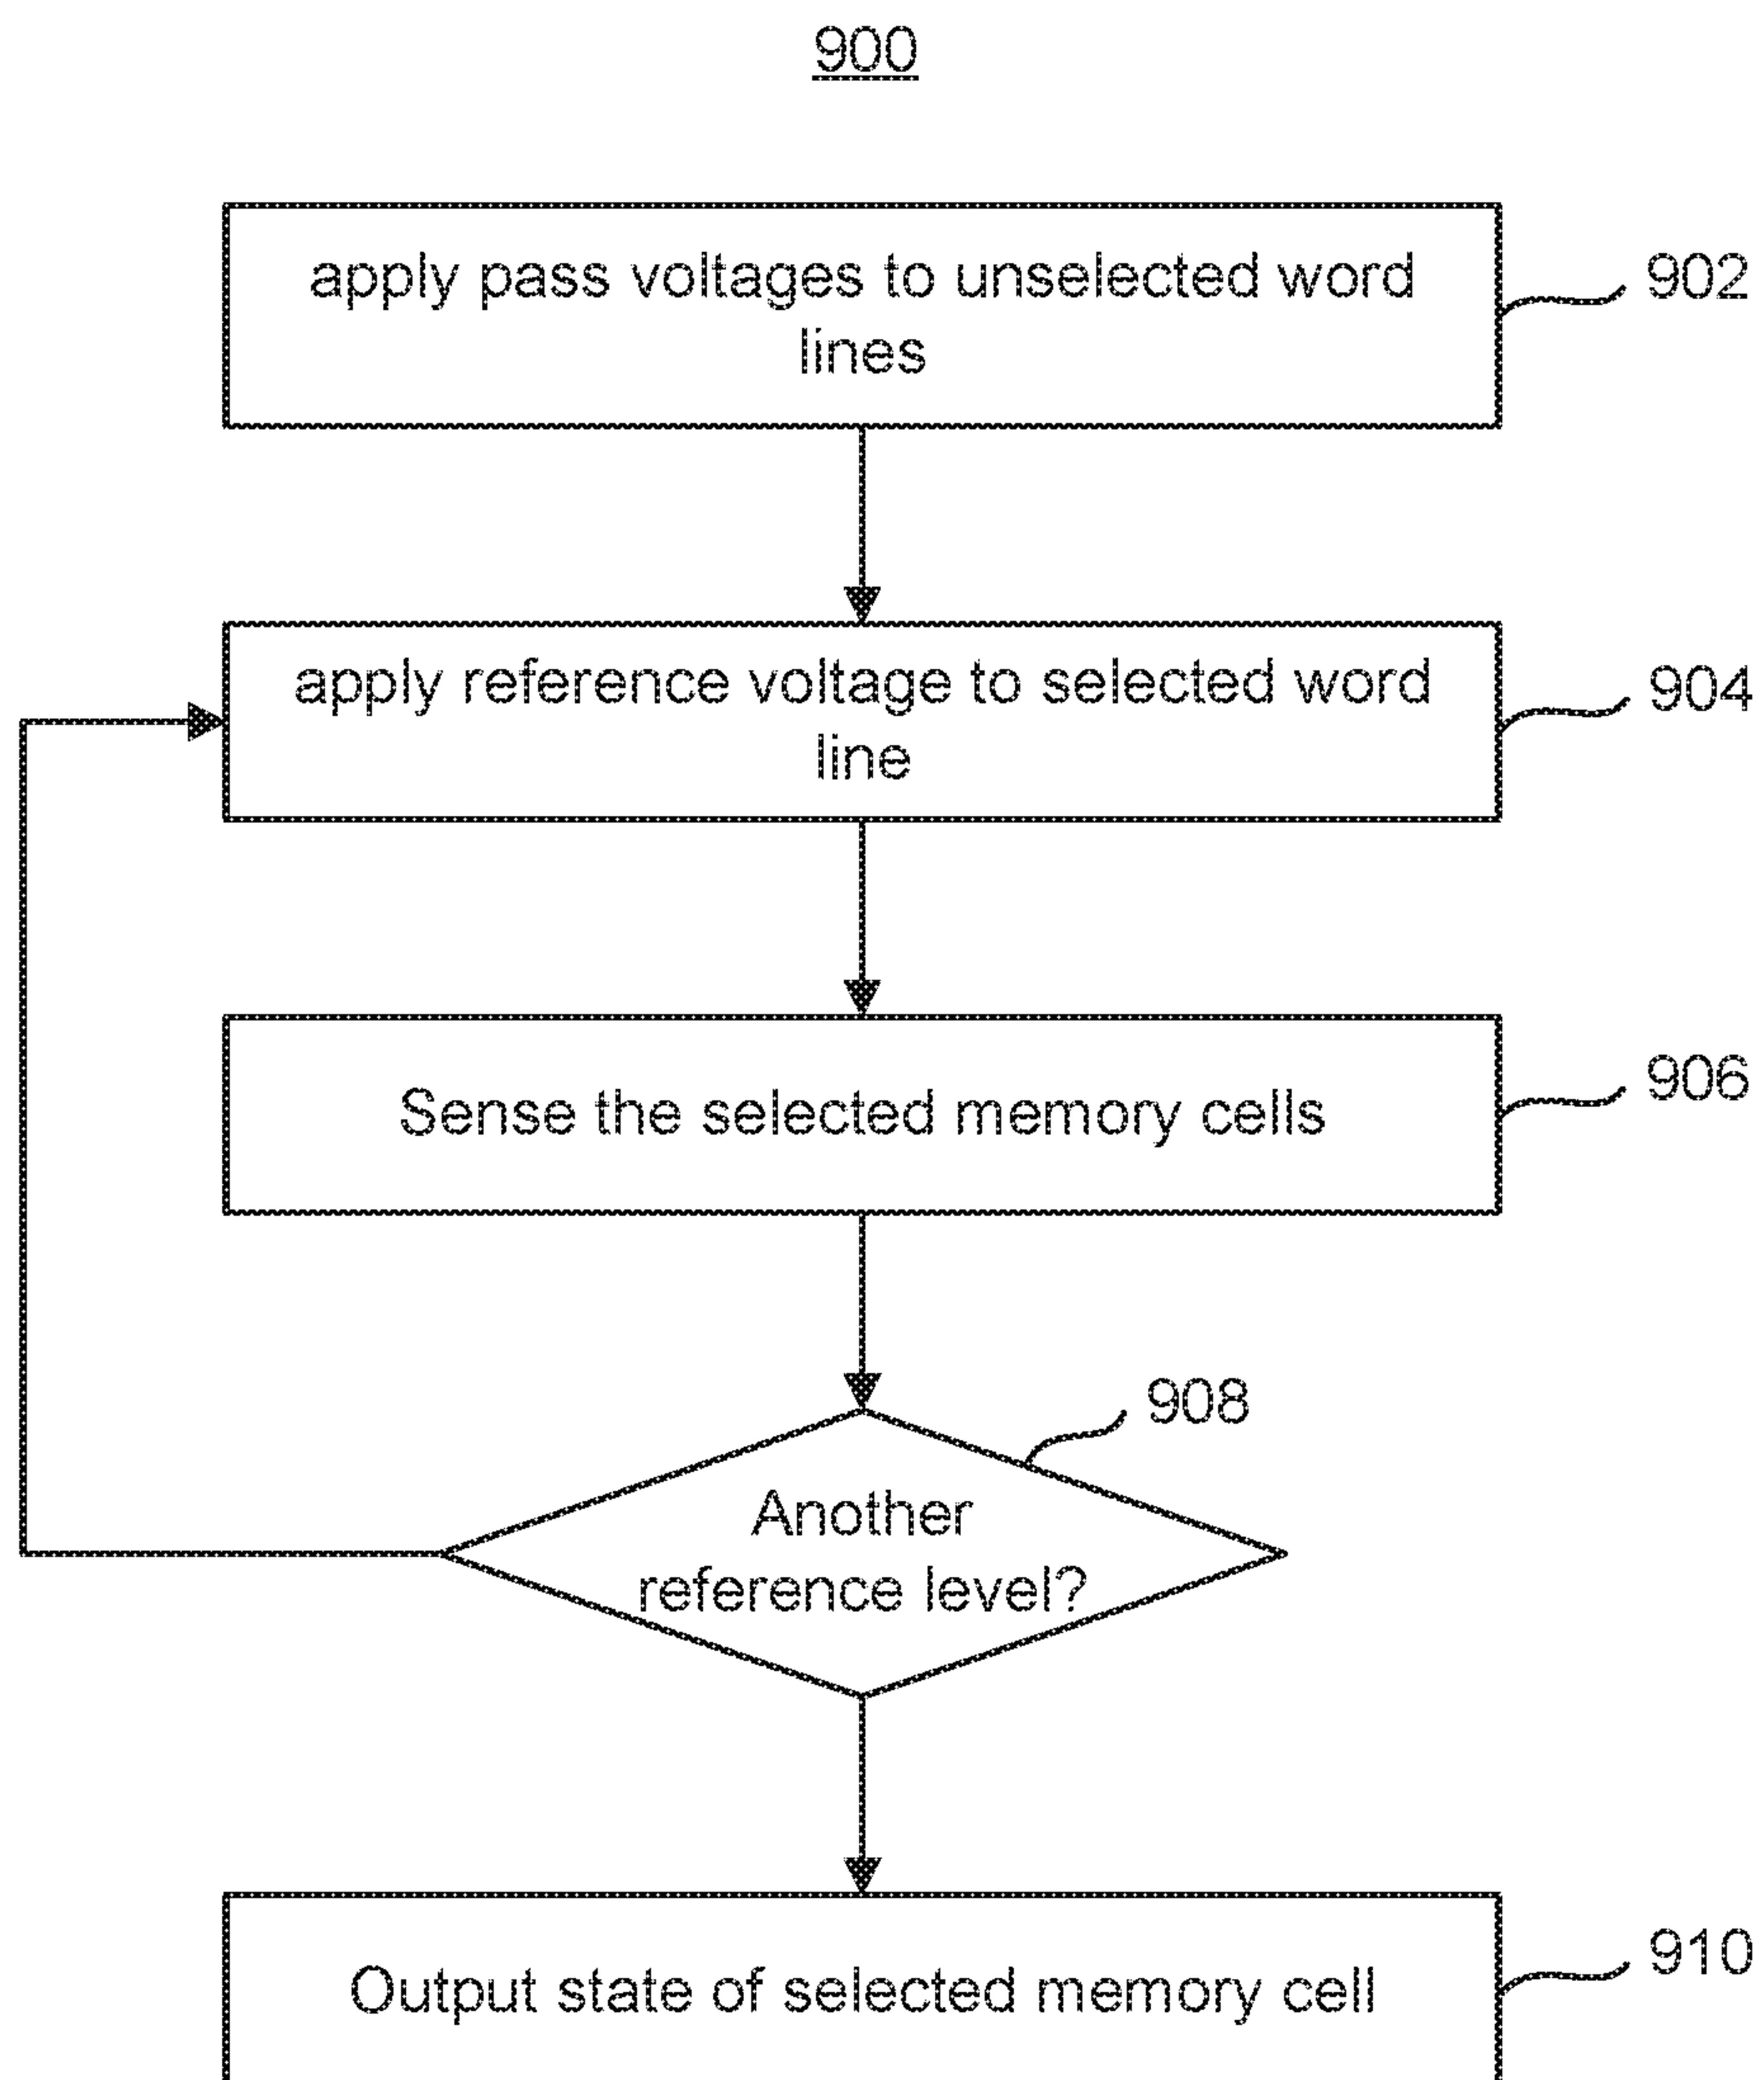 900
apply pass voltages to unselected word
lines
902
apply reference voltage to selected word
line
904
Sense the selected memory cells
906
908
Another
reference level?
Output state of selected memory cell
910